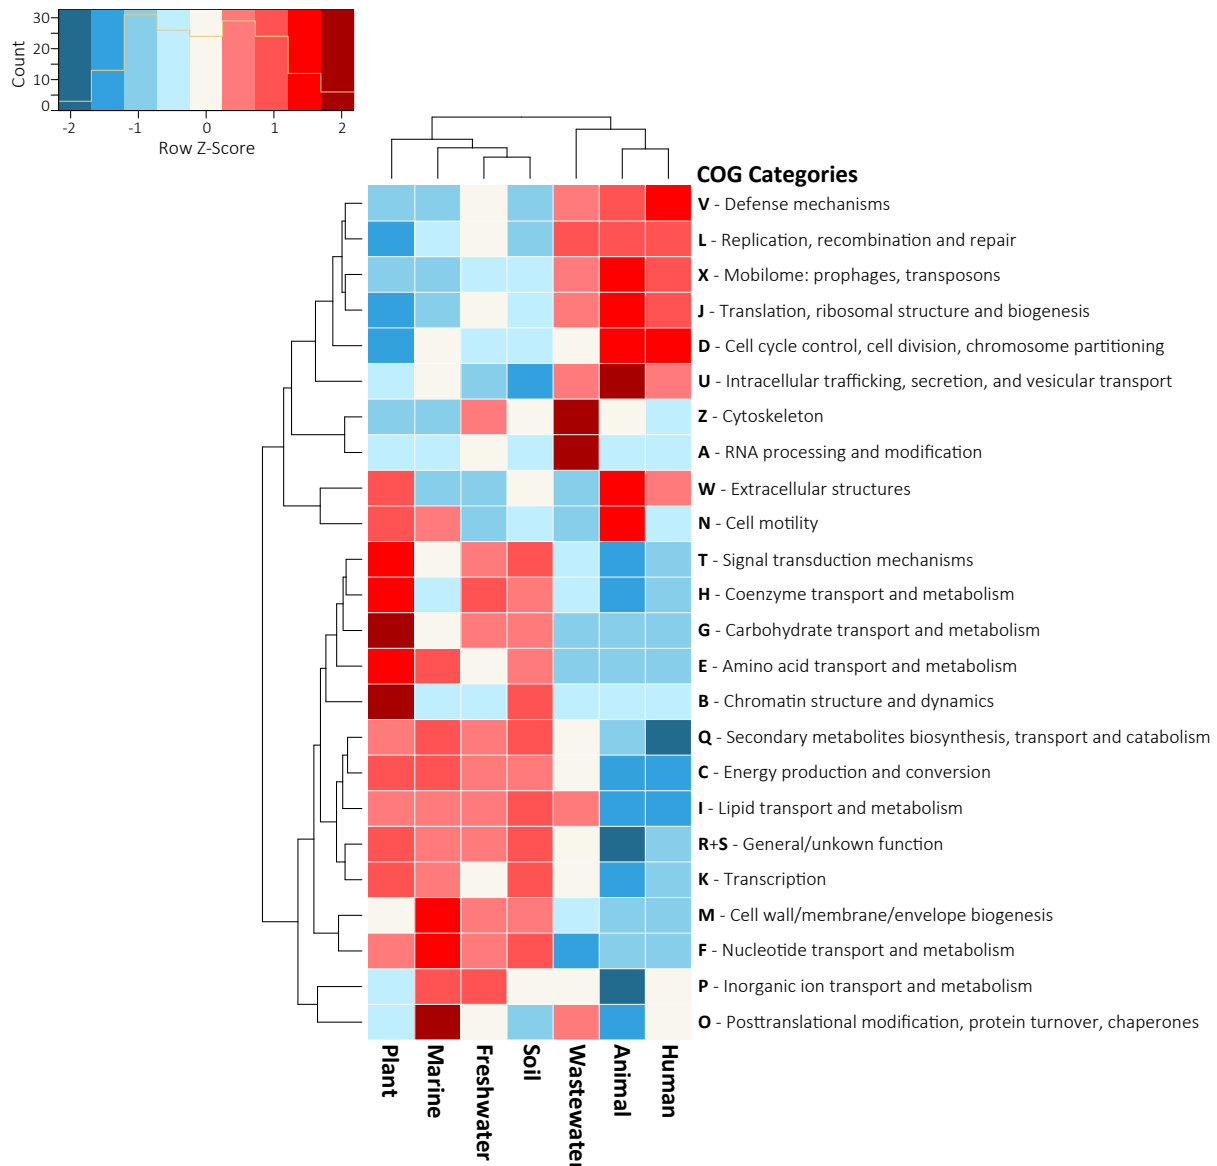 30
20
10
0
Count
-2 -1 0 1 2
Row Z-Score
COG Categories
V - Defense mechanisms
L - Replication, recombination and repair
X - Mobilome: prophages, transposons
J - Translation, ribosomal structure and biogenesis
D - Cell cycle control, cell division, chromosome partitioning
U - Intracellular trafficking, secretion, and vesicular transport
Z - Cytoskeleton
A - RNA processing and modification
W - Extracellular structures
N - Cell motility
T - Signal transduction mechanisms
H - Coenzyme transport and metabolism
G - Carbohydrate transport and metabolism
E - Amino acid transport and metabolism
B - Chromatin structure and dynamics
Q - Secondary metabolites biosynthesis, transport and catabolism
C - Energy production and conversion
I - Lipid transport and metabolism
R+S - General/unkown function
K - Transcription
M - Cell wall/membrane/envelope biogenesis
F - Nucleotide transport and metabolism
P - Inorganic ion transport and metabolism
O - Posttranslational modification, protein turnover, chaperones
Plant
Marine
Freshwater
Soil
Wastewater
Animal
Human